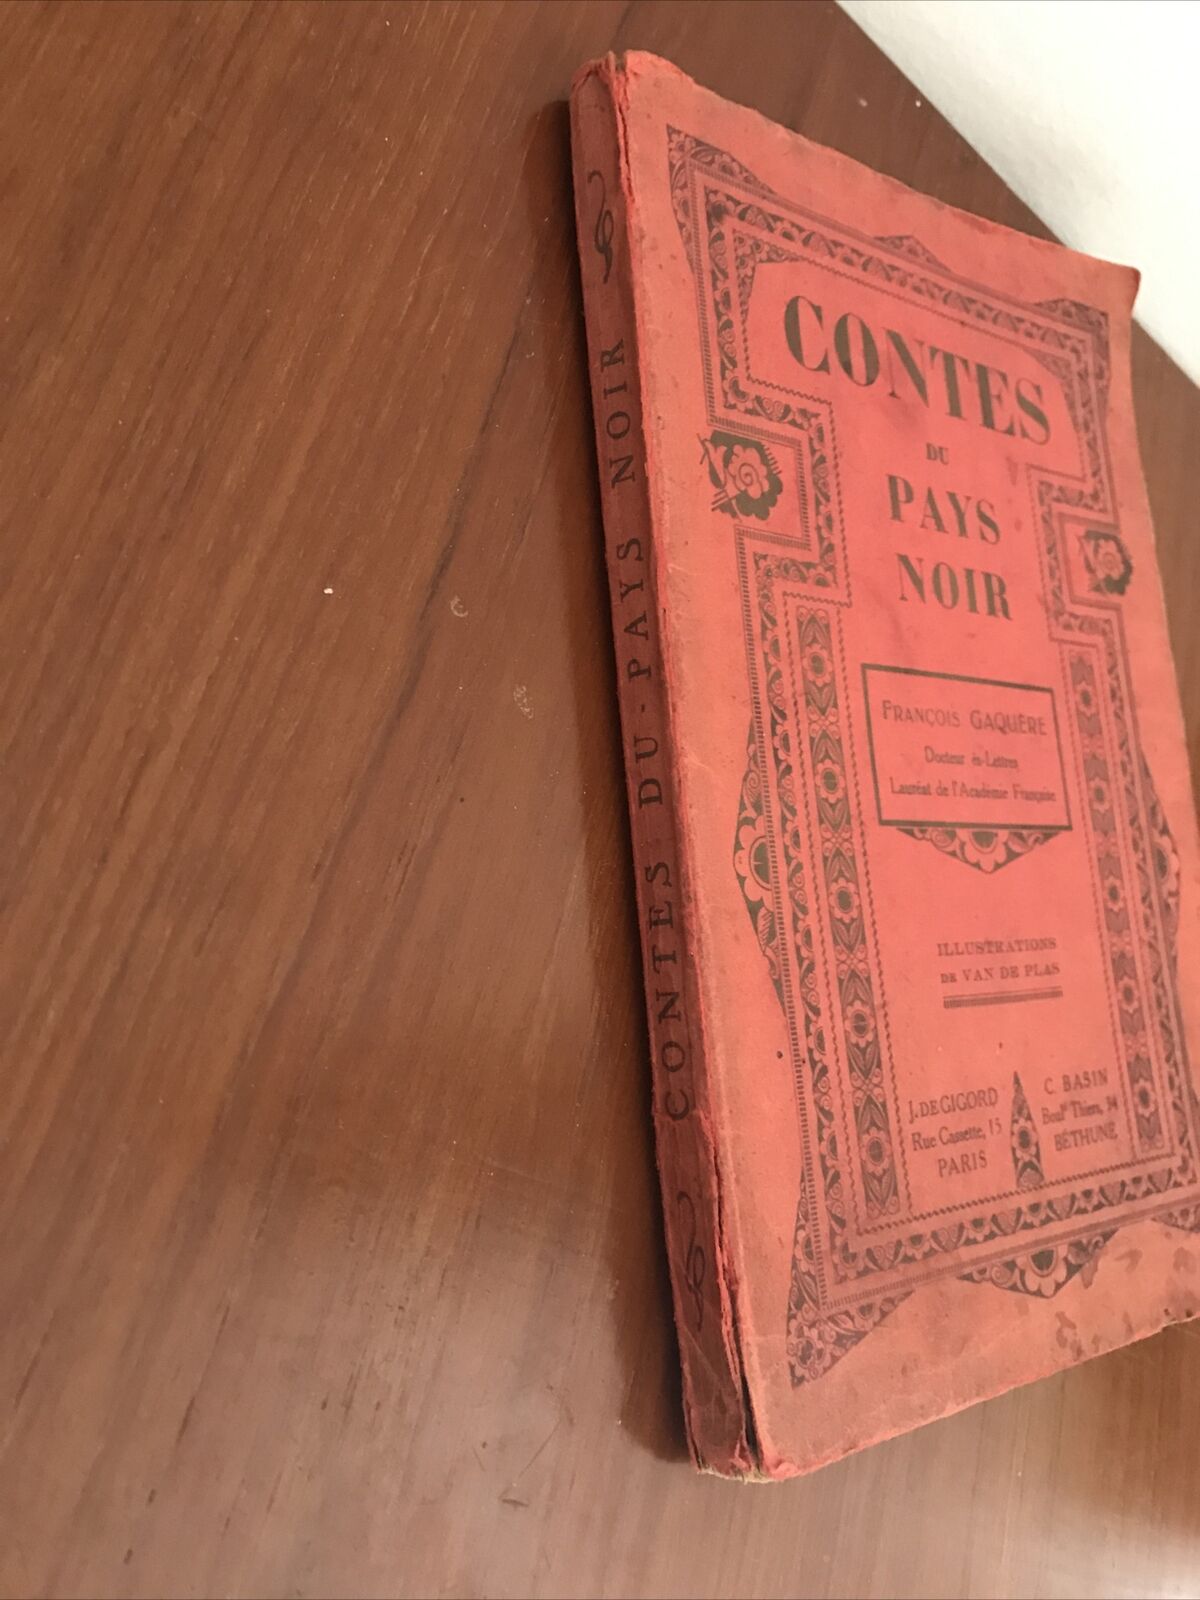 CONTES DU - PAYS NOIR
CONTES
DU
PAYS
NOIR
FRANÇOIS GAQUÈRE
Docteur ès-Lettres
Lauréat de l'Académie Française
ILLUSTRATIONS
DE VAN DE PLAS
J. DE GIGORD
Rue Cassette, 15
PARIS
C. BASIN
Boulᵈ Thiers, 34
BÉTHUNE